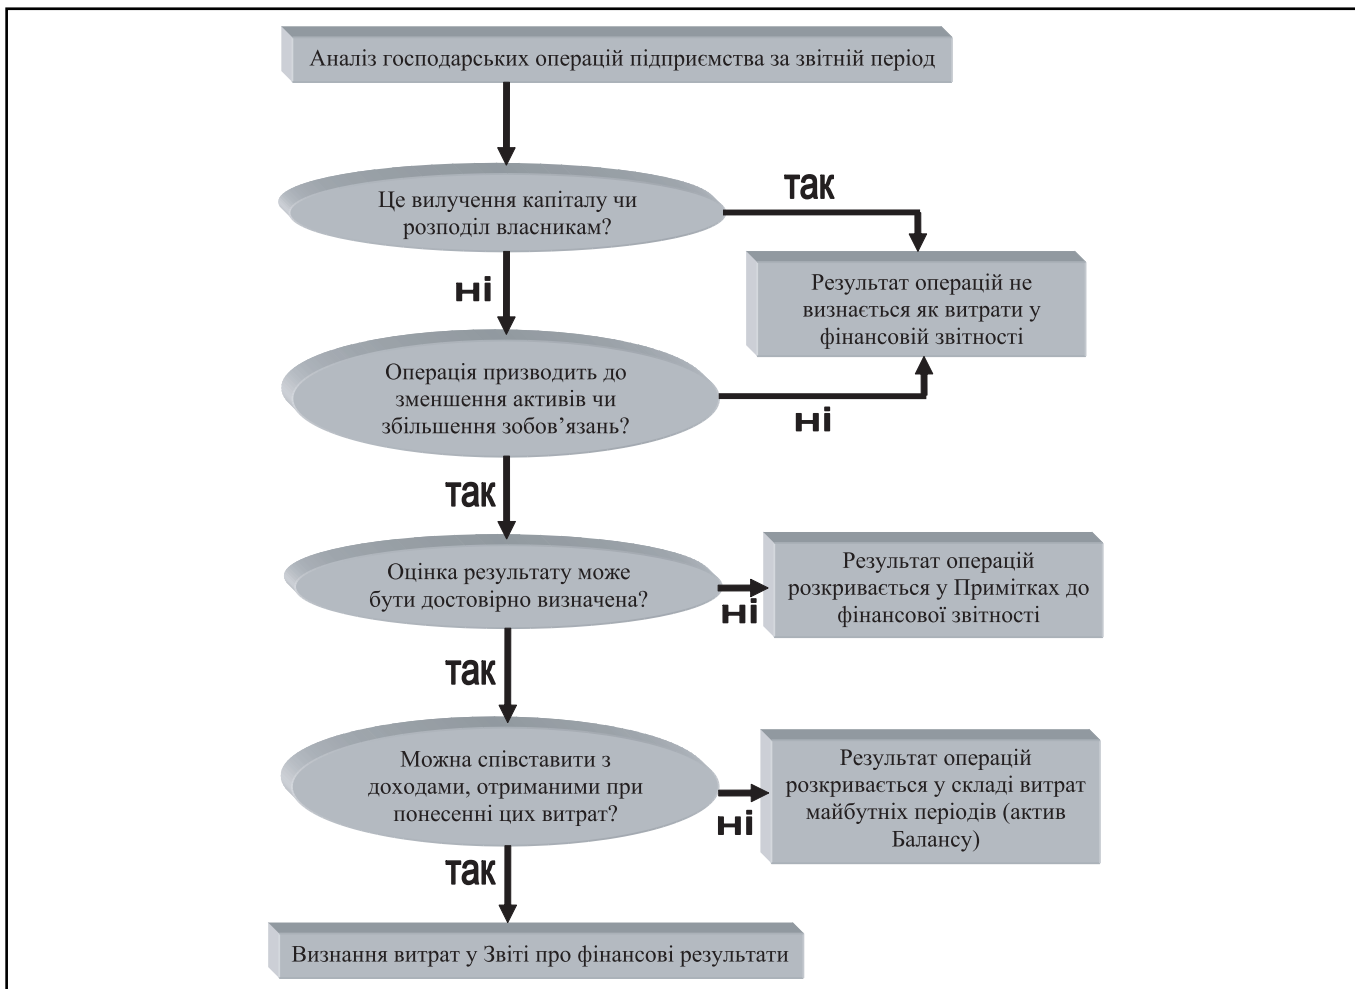 Аналіз господарських операцій підприємства за звітній період
Це вилучення капіталу чи
розподіл власникам?
так
Результат операцій не
визнається як витрати у
фінансовій звітності
ні
Операція призводить до
зменшення активів чи
збільшення зобов’язань?
ні
так
Оцінка результату може
бути достовірно визначена?
ні
Результат операцій
розкривається у Примітках до
фінансової звітності
так
Можна співставити з
доходами, отриманими при
понесенні цих витрат?
ні
Результат операцій
розкривається у складі витрат
майбутніх періодів (актив
Балансу)
так
Визнання витрат у Звіті про фінансові результати